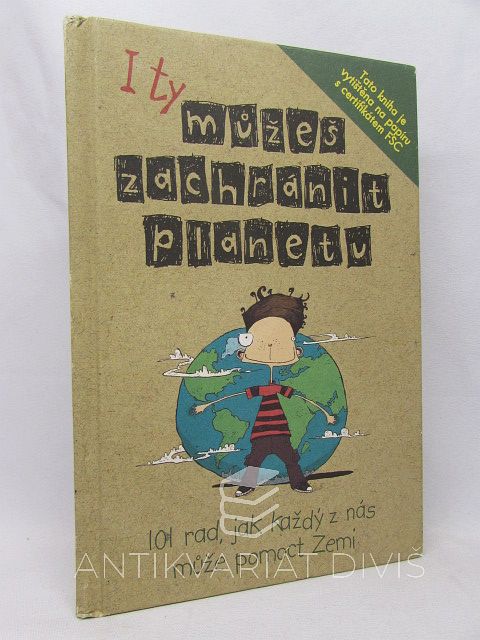 I ty
můžeš
zachránit
planetu
Tato kniha je
vytištěna na papíru
s certifikátem FSC
101 rad, jak každý z nás
může pomoct Zemi
ANTIKVARIÁT DIVIŠ